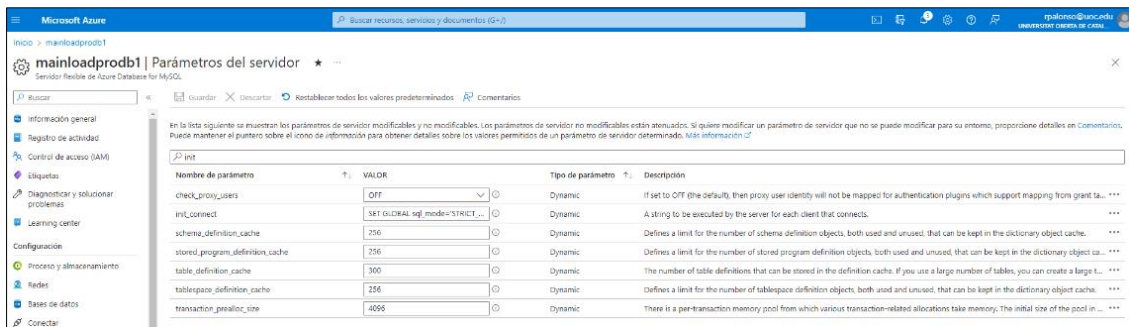 Microsoft Azure
Buscar recursos, servicios y documentos (G+/)
rpalonso@uoc.edu
UNIVERSITAT OBERTA DE CATAL...
Inicio > mainloadprodb1
mainloadprodb1 | Parámetros del servidor
Servidor flexible de Azure Database for MySQL
Buscar
Guardar Descartar Restablecer todos los valores predeterminados Comentarios
Información general
Registro de actividad
Control de acceso (IAM)
Etiquetas
Diagnosticar y solucionar
problemas
Learning center
Configuración
Proceso y almacenamiento
Redes
Bases de datos
Conectar
En la lista siguiente se muestran los parámetros de servidor modificables y no modificables. Los parámetros de servidor no modificables están atenuados. Si quiere modificar un parámetro de servidor que no se puede modificar para su entorno, proporcione detalles en Comentarios.
Puede mantener el puntero sobre el icono de información para obtener detalles sobre los valores permitidos de un parámetro de servidor determinado. Más información
init
Nombre de parámetro VALOR Tipo de parámetro Descripción
check_proxy_users OFF Dynamic If set to OFF (the default), then proxy user identity will not be mapped for authentication plugins which support mapping from grant ta...
init_connect SET GLOBAL sql_mode='STRICT_... Dynamic A string to be executed by the server for each client that connects.
schema_definition_cache 256 Dynamic Defines a limit for the number of schema definition objects, both used and unused, that can be kept in the dictionary object cache.
stored_program_definition_cache 256 Dynamic Defines a limit for the number of stored program definition objects, both used and unused, that can be kept in the dictionary object ca...
table_definition_cache 300 Dynamic The number of table definitions that can be stored in the definition cache. If you use a large number of tables, you can create a large t...
tablespace_definition_cache 256 Dynamic Defines a limit for the number of tablespace definition objects, both used and unused, that can be kept in the dictionary object cache.
transaction_prealloc_size 4096 Dynamic There is a per-transaction memory pool from which various transaction-related allocations take memory. The initial size of the pool in ...